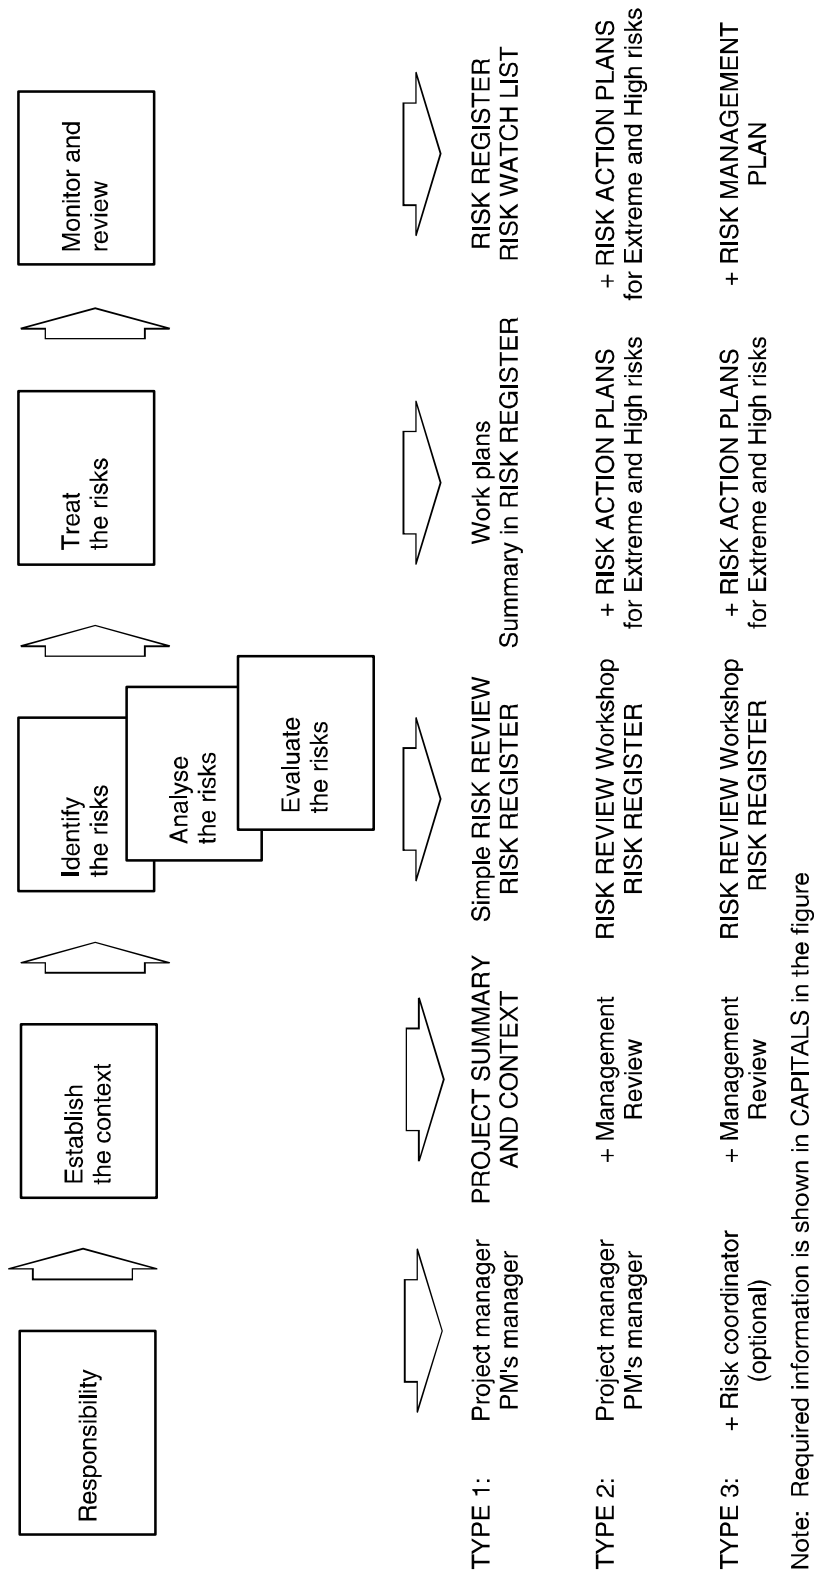 Responsibility
Establish
the context
Identify
the risks
Analyse
the risks
Evaluate
the risks
Treat
the risks
Monitor and
review
TYPE 1:
Project manager
PM's manager
PROJECT SUMMARY
AND CONTEXT
Simple RISK REVIEW
RISK REGISTER
Work plans
Summary in RISK REGISTER
RISK REGISTER
RISK WATCH LIST
TYPE 2:
Project manager
PM's manager
+ Management
Review
RISK REVIEW Workshop
RISK REGISTER
+ RISK ACTION PLANS
for Extreme and High risks
+ RISK ACTION PLANS
for Extreme and High risks
TYPE 3:
+ Risk coordinator
(optional)
+ Management
Review
RISK REVIEW Workshop
RISK REGISTER
+ RISK ACTION PLANS
for Extreme and High risks
+ RISK MANAGEMENT
PLAN
Note: Required information is shown in CAPITALS in the figure